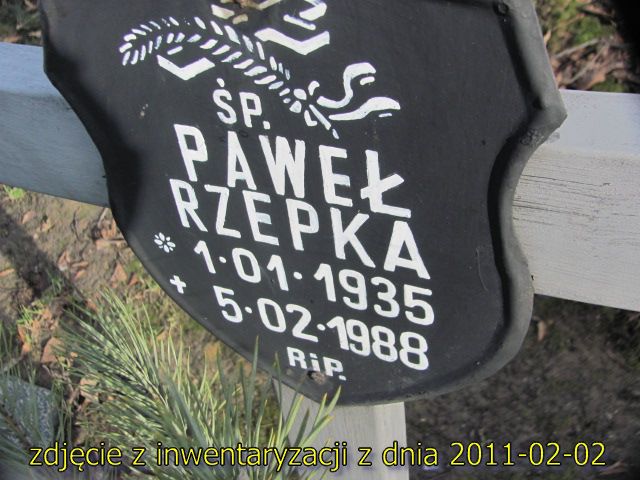 ŚP.
PAWEŁ
RZEPKA
* 1·01·1935
+ 5·02·1988
RiP.
zdjęcie z inwentaryzacji z dnia 2011-02-02